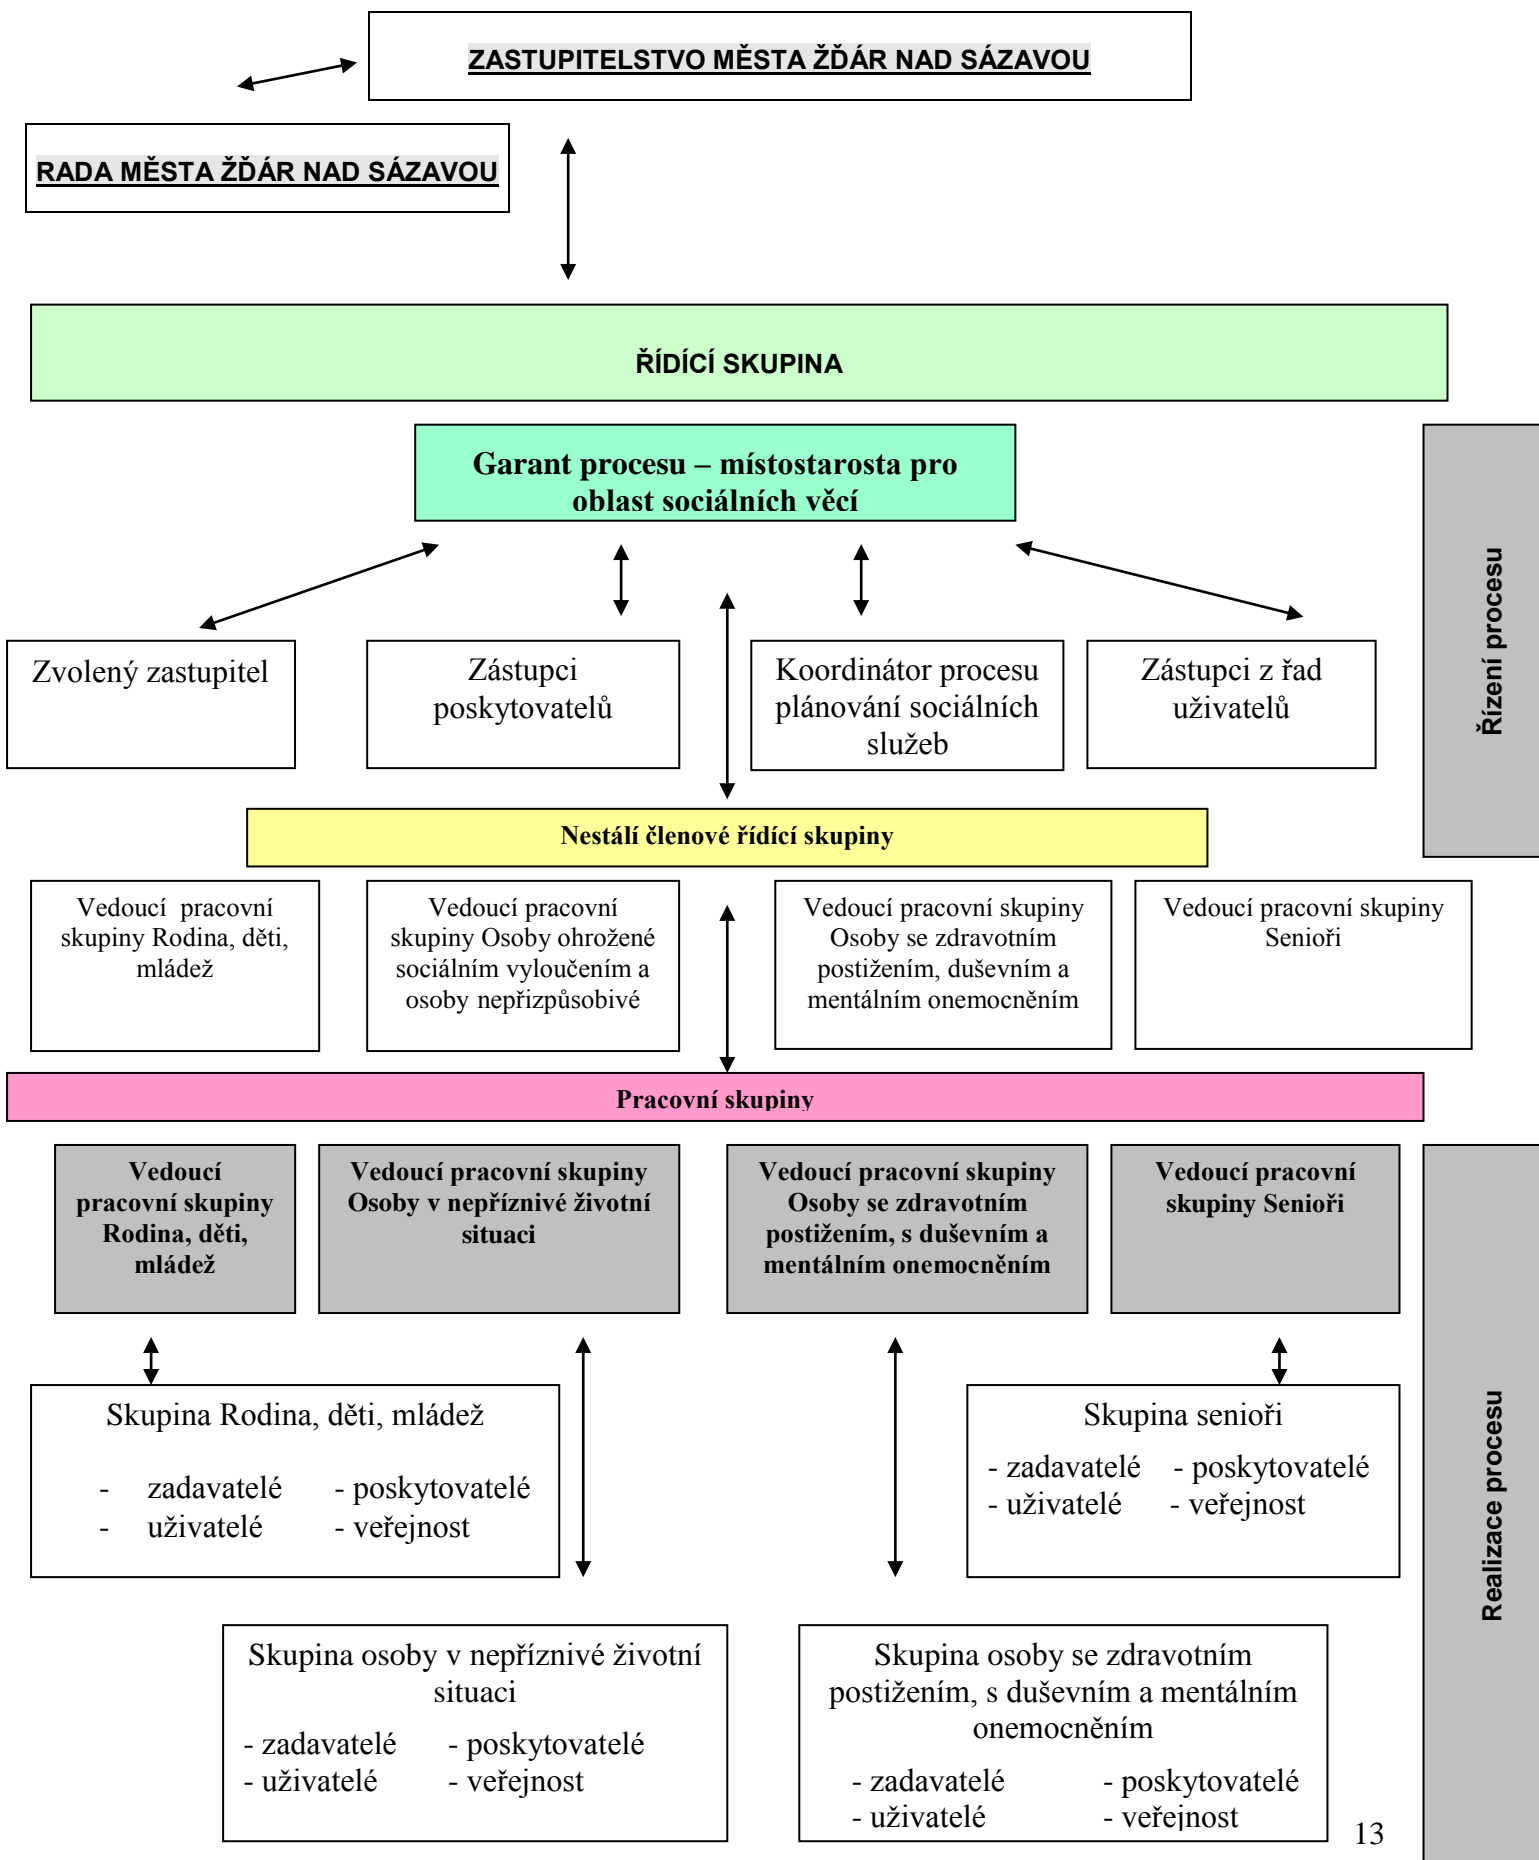 ZASTUPITELSTVO MĚSTA ŽĎÁR NAD SÁZAVOU
RADA MĚSTA ŽĎÁR NAD SÁZAVOU
ŘÍDÍCÍ SKUPINA
Garant procesu – místostarosta pro
oblast sociálních věcí
Řízení procesu
Zvolený zastupitel
Zástupci
poskytovatelů
Koordinátor procesu
plánování sociálních
služeb
Zástupci z řad
uživatelů
Nestálí členové řídící skupiny
Vedoucí pracovní
skupiny Rodina, děti,
mládež
Vedoucí pracovní
skupiny Osoby ohrožené
sociálním vyloučením a
osoby nepřizpůsobivé
Vedoucí pracovní skupiny
Osoby se zdravotním
postižením, duševním a
mentálním onemocněním
Vedoucí pracovní skupiny
Senioři
Pracovní skupiny
Vedoucí
pracovní skupiny
Rodina, děti,
mládež
Vedoucí pracovní skupiny
Osoby v nepříznivé životní
situaci
Vedoucí pracovní skupiny
Osoby se zdravotním
postižením, s duševním a
mentálním onemocněním
Vedoucí pracovní
skupiny Senioři
Realizace procesu
Skupina Rodina, děti, mládež
- zadavatelé - poskytovatelé
- uživatelé - veřejnost
Skupina senioři
- zadavatelé - poskytovatelé
- uživatelé - veřejnost
Skupina osoby v nepříznivé životní
situaci
- zadavatelé - poskytovatelé
- uživatelé - veřejnost
Skupina osoby se zdravotním
postižením, s duševním a mentálním
onemocněním
- zadavatelé - poskytovatelé
- uživatelé - veřejnost
13